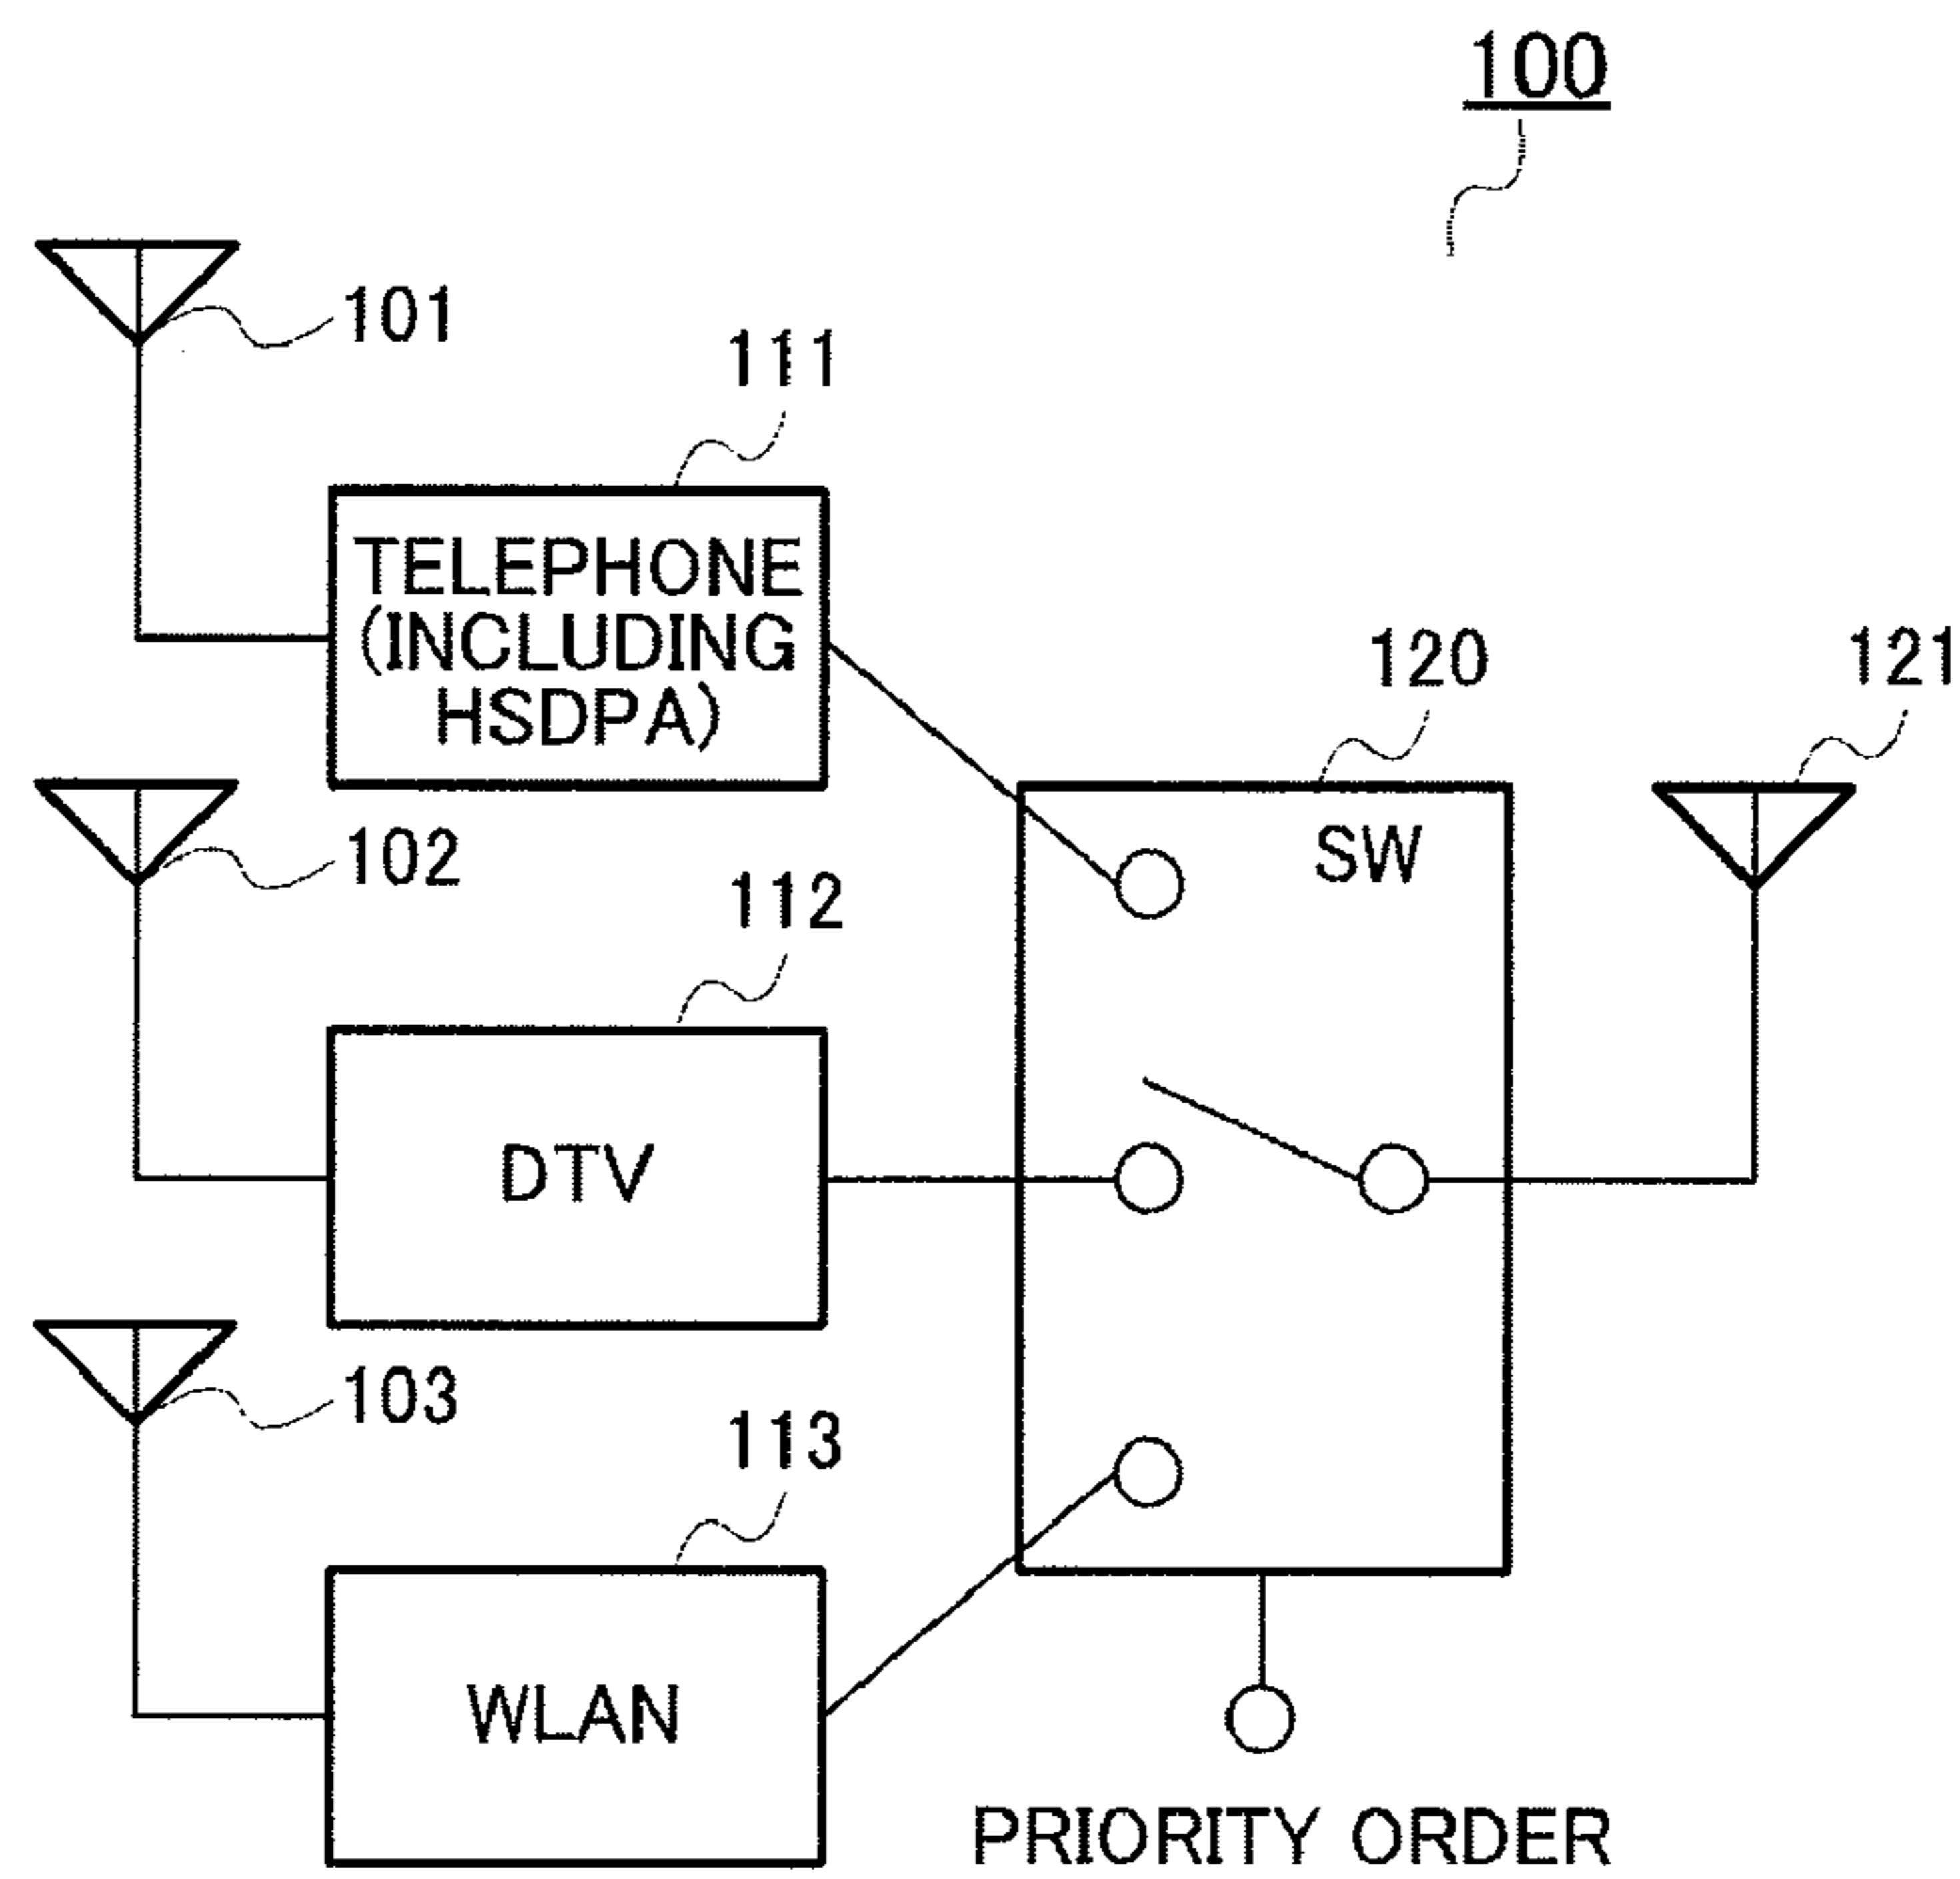 100
101
111
TELEPHONE
(INCLUDING
HSDPA)
120
121
102
SW
112
DTV
103
113
WLAN
PRIORITY ORDER